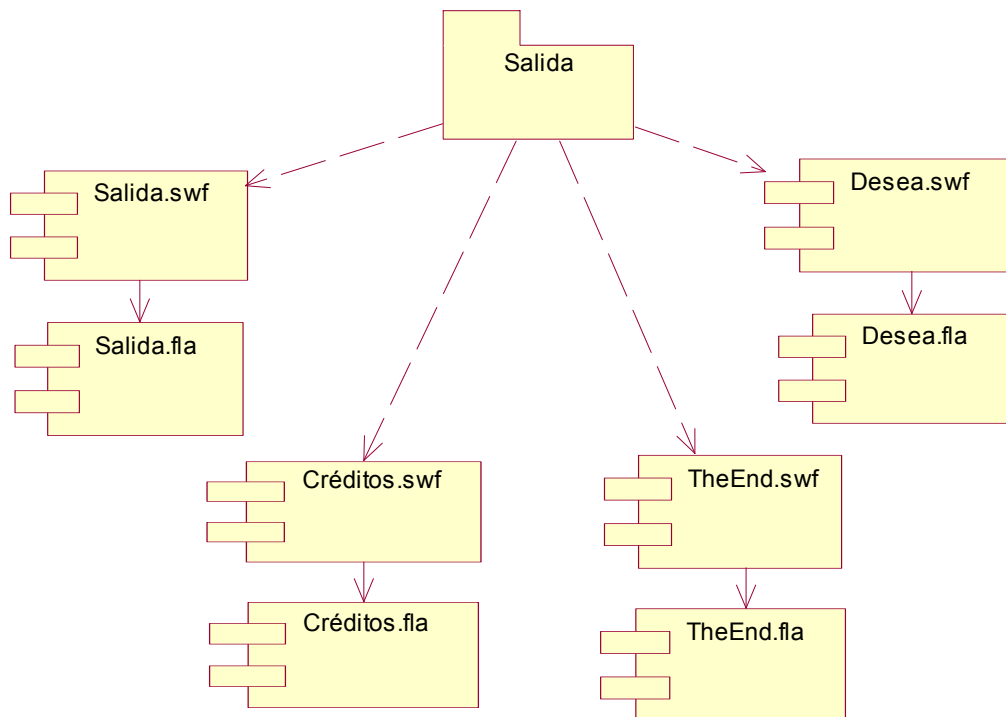 Salida
Salida.swf
Desea.swf
Salida.fla
Desea.fla
Créditos.swf
TheEnd.swf
Créditos.fla
TheEnd.fla